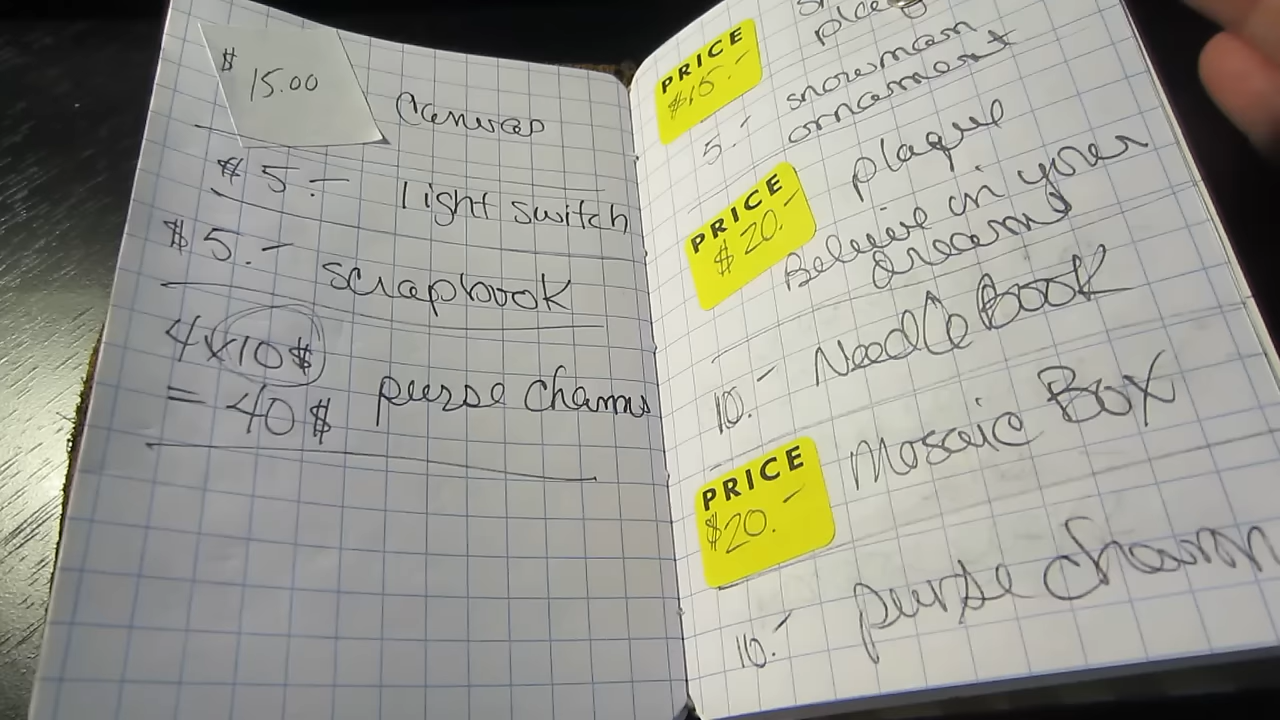 $ 15.00
Canvas
$ 5.- light switch
$ 5.- scrapbook
4x10$
= 40$ purse charms
PRICE
$15.-
5.- snowman
ornament
PRICE
$ 20.-
plaque
Believe in your
dreams
10.- Needle Book
PRICE
$20.-
Mosaic Box
10.- purse charm